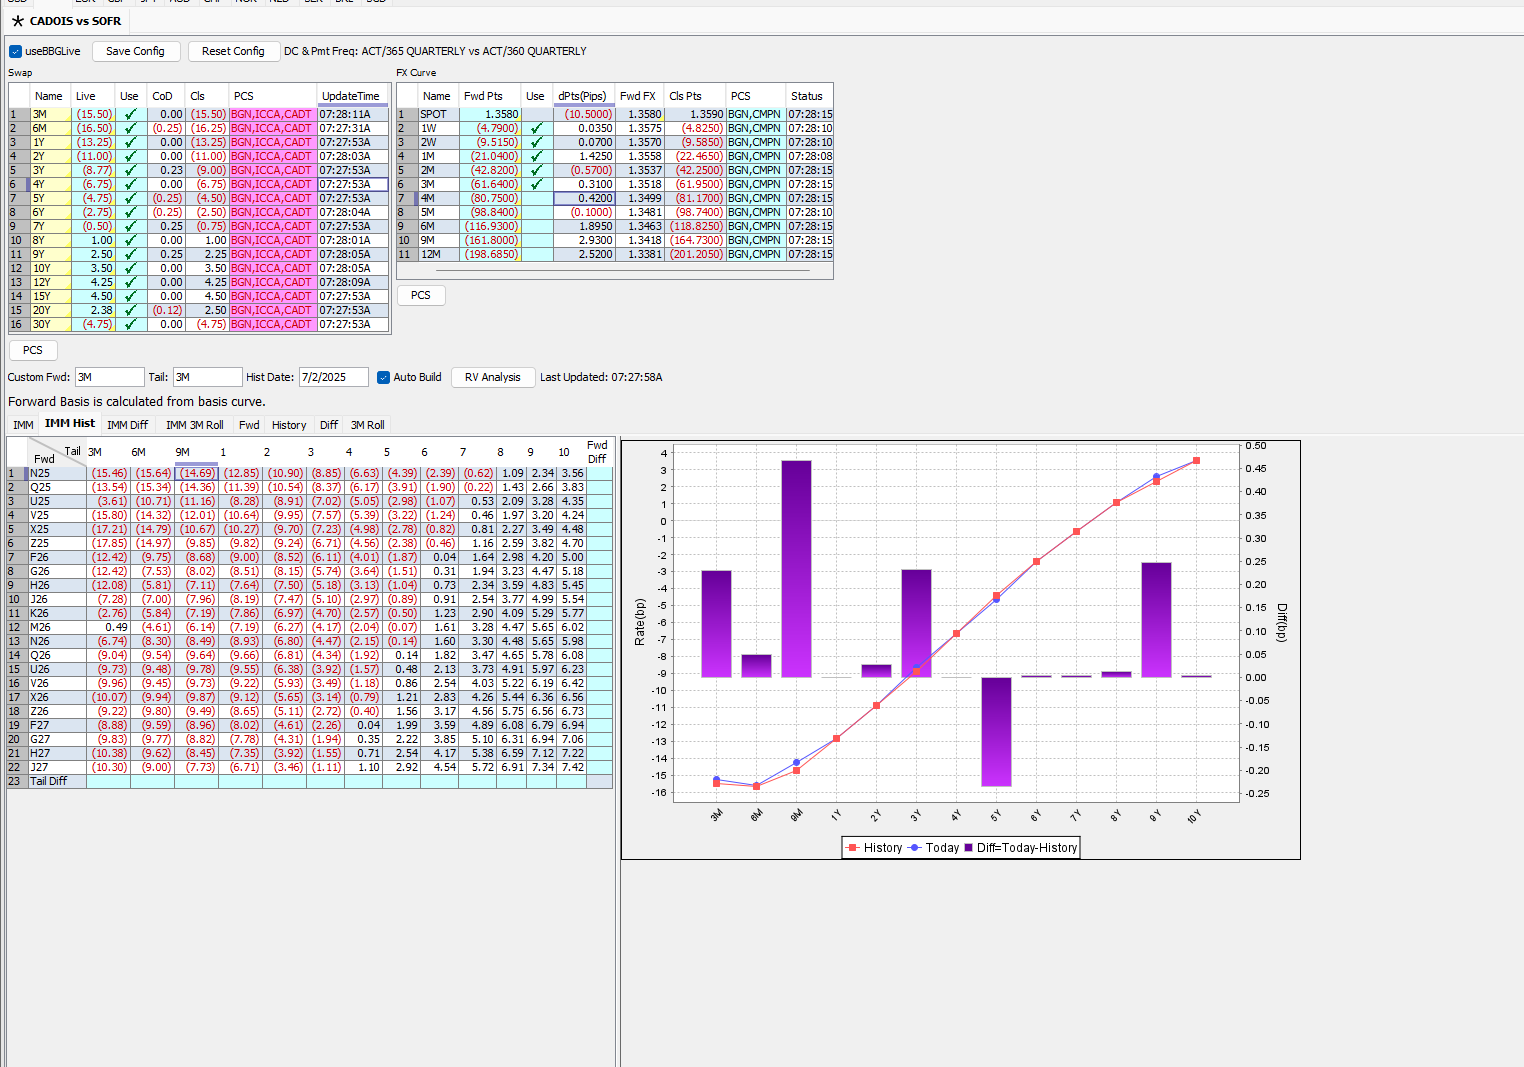 CADOIS vs SOFR
useBBGLive Save Config Reset Config DC & Pmt Freq: ACT/365 QUARTERLY vs ACT/360 QUARTERLY
Swap
Name Live Use CoD Cls PCS UpdateTime
1 3M (15.50) 0.00 (15.50) BGN,ICCA,CADT 07:28:11A
2 6M (16.50) (0.25) (16.25) BGN,ICCA,CADT 07:27:31A
3 1Y (13.25) 0.00 (13.25) BGN,ICCA,CADT 07:27:53A
4 2Y (11.00) 0.00 (11.00) BGN,ICCA,CADT 07:28:03A
5 3Y (8.77) 0.23 (9.00) BGN,ICCA,CADT 07:27:53A
6 4Y (6.75) 0.00 (6.75) BGN,ICCA,CADT 07:27:53A
7 5Y (4.75) (0.25) (4.50) BGN,ICCA,CADT 07:27:53A
8 6Y (2.75) (0.25) (2.50) BGN,ICCA,CADT 07:28:04A
9 7Y (0.50) 0.25 (0.75) BGN,ICCA,CADT 07:27:53A
10 8Y 1.00 0.00 1.00 BGN,ICCA,CADT 07:28:01A
11 9Y 2.50 0.25 2.25 BGN,ICCA,CADT 07:28:05A
12 10Y 3.50 0.00 3.50 BGN,ICCA,CADT 07:28:05A
13 12Y 4.25 0.00 4.25 BGN,ICCA,CADT 07:28:09A
14 15Y 4.50 0.00 4.50 BGN,ICCA,CADT 07:27:53A
15 20Y 2.38 (0.12) 2.50 BGN,ICCA,CADT 07:27:53A
16 30Y (4.75) 0.00 (4.75) BGN,ICCA,CADT 07:27:53A
PCS
FX Curve
Name Fwd Pts Use dPts(Pips) Fwd FX Cls Pts PCS Status
1 SPOT 1.3580 (10.5000) 1.3580 1.3590 BGN,CMPN 07:28:15
2 1W (4.7900) 0.0350 1.3575 (4.8250) BGN,CMPN 07:28:10
3 2W (9.5150) 0.0700 1.3570 (9.5850) BGN,CMPN 07:28:15
4 1M (21.0400) 1.4250 1.3558 (22.4650) BGN,CMPN 07:28:08
5 2M (42.8200) (0.5700) 1.3537 (42.2500) BGN,CMPN 07:28:15
6 3M (61.6400) 0.3100 1.3518 (61.9500) BGN,CMPN 07:28:15
7 4M (80.7500) 0.4200 1.3499 (81.1700) BGN,CMPN 07:28:15
8 5M (98.8400) (0.1000) 1.3481 (98.7400) BGN,CMPN 07:28:10
9 6M (116.9300) 1.8950 1.3463 (118.8250) BGN,CMPN 07:28:15
10 9M (161.8000) 2.9300 1.3418 (164.7300) BGN,CMPN 07:28:15
11 12M (198.6850) 2.5200 1.3381 (201.2050) BGN,CMPN 07:28:15
PCS
Custom Fwd: 3M Tail: 3M Hist Date: 7/2/2025 Auto Build RV Analysis Last Updated: 07:27:58A
Forward Basis is calculated from basis curve.
IMM IMM Hist IMM Diff IMM 3M Roll Fwd History Diff 3M Roll
Fwd Tail 3M 6M 9M 1 2 3 4 5 6 7 8 9 10 Fwd Diff
1 N25 (15.46) (15.64) (14.69) (12.85) (10.90) (8.85) (6.63) (4.39) (2.39) (0.62) 1.09 2.34 3.56
2 Q25 (13.54) (15.34) (14.36) (11.39) (10.54) (8.37) (6.17) (3.91) (1.90) (0.22) 1.43 2.66 3.83
3 U25 (3.61) (10.71) (11.16) (8.28) (8.91) (7.02) (5.05) (2.98) (1.07) 0.53 2.09 3.28 4.35
4 V25 (15.80) (14.32) (12.01) (10.64) (9.95) (7.57) (5.39) (3.22) (1.24) 0.46 1.97 3.20 4.24
5 X25 (17.21) (14.79) (10.67) (10.27) (9.70) (7.23) (4.98) (2.78) (0.82) 0.81 2.27 3.49 4.48
6 Z25 (17.85) (14.97) (9.85) (9.82) (9.24) (6.71) (4.56) (2.38) (0.46) 1.16 2.59 3.82 4.70
7 F26 (12.42) (9.75) (8.68) (9.00) (8.52) (6.11) (4.01) (1.87) 0.04 1.64 2.98 4.20 5.00
8 G26 (12.42) (7.53) (8.02) (8.51) (8.15) (5.74) (3.64) (1.51) 0.31 1.94 3.23 4.47 5.18
9 H26 (12.08) (5.81) (7.11) (7.64) (7.50) (5.18) (3.13) (1.04) 0.73 2.34 3.59 4.83 5.45
10 J26 (7.28) (7.00) (7.96) (8.19) (7.47) (5.10) (2.97) (0.89) 0.91 2.54 3.77 4.99 5.54
11 K26 (2.76) (5.84) (7.19) (7.86) (6.97) (4.70) (2.57) (0.50) 1.23 2.90 4.09 5.29 5.77
12 M26 0.49 (4.61) (6.14) (7.19) (6.27) (4.17) (2.04) (0.07) 1.61 3.28 4.47 5.65 6.02
13 N26 (6.74) (8.30) (8.49) (8.93) (6.80) (4.47) (2.15) (0.14) 1.60 3.30 4.48 5.65 5.98
14 Q26 (9.04) (9.54) (9.64) (9.66) (6.81) (4.34) (1.92) 0.14 1.82 3.47 4.65 5.78 6.08
15 U26 (9.73) (9.48) (9.78) (9.55) (6.38) (3.92) (1.57) 0.48 2.13 3.73 4.91 5.97 6.23
16 V26 (9.96) (9.45) (9.73) (9.22) (5.93) (3.49) (1.18) 0.86 2.54 4.03 5.22 6.19 6.42
17 X26 (10.07) (9.94) (9.87) (9.12) (5.65) (3.14) (0.79) 1.21 2.83 4.26 5.44 6.36 6.56
18 Z26 (9.22) (9.80) (9.49) (8.65) (5.11) (2.72) (0.40) 1.56 3.17 4.56 5.75 6.56 6.73
19 F27 (8.88) (9.59) (8.96) (8.02) (4.61) (2.26) 0.04 1.99 3.59 4.89 6.08 6.79 6.94
20 G27 (9.83) (9.77) (8.82) (7.78) (4.31) (1.94) 0.35 2.22 3.85 5.10 6.31 6.94 7.06
21 H27 (10.38) (9.62) (8.45) (7.35) (3.92) (1.55) 0.71 2.54 4.17 5.38 6.59 7.12 7.22
22 J27 (10.30) (9.00) (7.73) (6.71) (3.46) (1.11) 1.10 2.92 4.54 5.72 6.91 7.34 7.42
23 Tail Diff
Rate(bp)
4
3
2
1
0
-1
-2
-3
-4
-5
-6
-7
-8
-9
-10
-11
-12
-13
-14
-15
-16
0.50
0.45
0.40
0.35
0.30
0.25
0.20
0.15
0.10
0.05
0.00
-0.05
-0.10
-0.15
-0.20
-0.25
Diff(bp)
3M 6M 9M 1Y 2Y 3Y 4Y 5Y 6Y 7Y 8Y 9Y 10Y
History Today Diff=Today-History